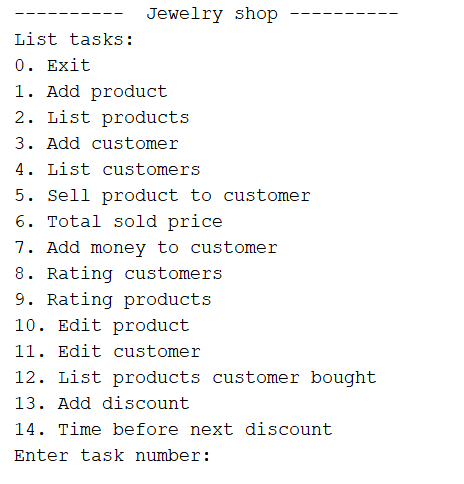 ----------  Jewelry shop ----------
List tasks:
0. Exit
1. Add product
2. List products
3. Add customer
4. List customers
5. Sell product to customer
6. Total sold price
7. Add money to customer
8. Rating customers
9. Rating products
10. Edit product
11. Edit customer
12. List products customer bought
13. Add discount
14. Time before next discount
Enter task number: